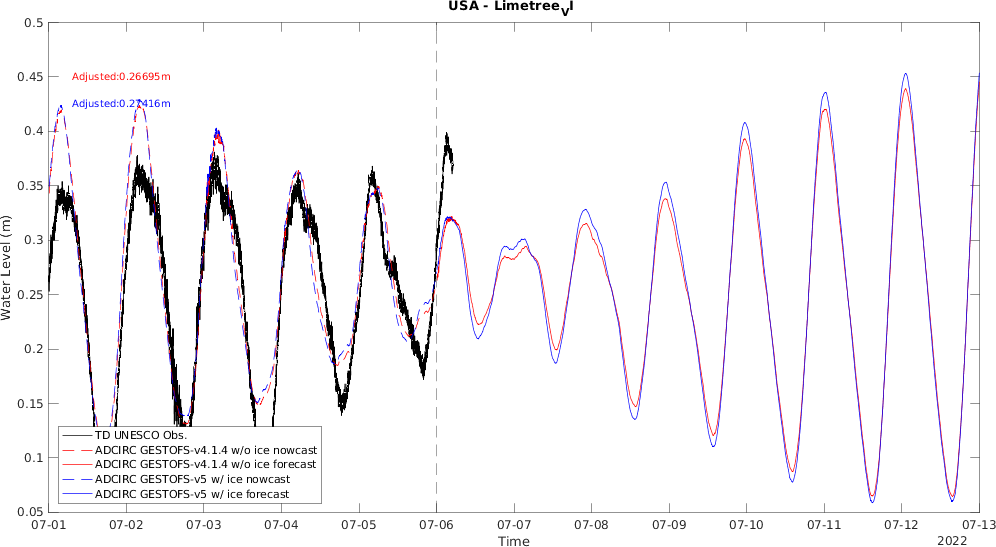 USA - Limetree_VI
0.5
0.45
0.4
0.35
0.3
0.25
0.2
0.15
0.1
0.05
Water Level (m)
Adjusted:0.26695m
Adjusted:0.27416m
TD UNESCO Obs.
ADCIRC GESTOFS-v4.1.4 w/o ice nowcast
ADCIRC GESTOFS-v4.1.4 w/o ice forecast
ADCIRC GESTOFS-v5 w/ ice nowcast
ADCIRC GESTOFS-v5 w/ ice forecast
07-01 07-02 07-03 07-04 07-05 07-06 07-07 07-08 07-09 07-10 07-11 07-12 07-13
Time
2022